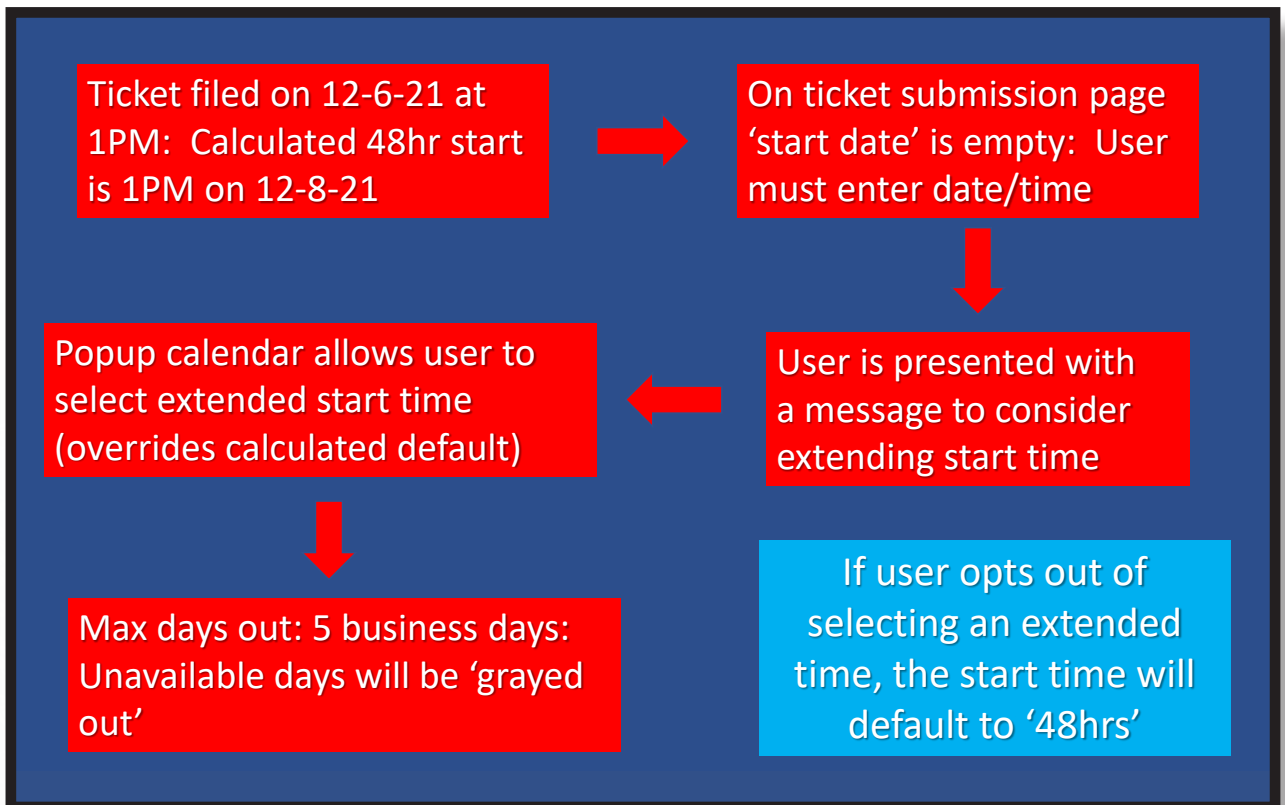 Ticket filed on 12-6-21 at
1PM:  Calculated 48hr start
is 1PM on 12-8-21
On ticket submission page
‘start date’ is empty:  User
must enter date/time
User is presented with
a message to consider
extending start time
Popup calendar allows user to
select extended start time
(overrides calculated default)
Max days out: 5 business days:
Unavailable days will be ‘grayed
out’
If user opts out of
selecting an extended
time, the start time will
default to ‘48hrs’